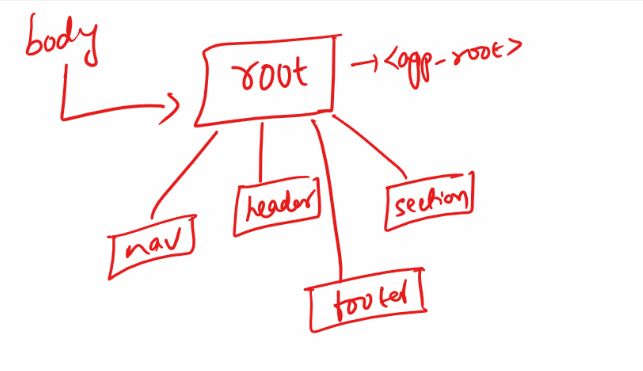 body
root → <app-root>
header
section
nav
footer